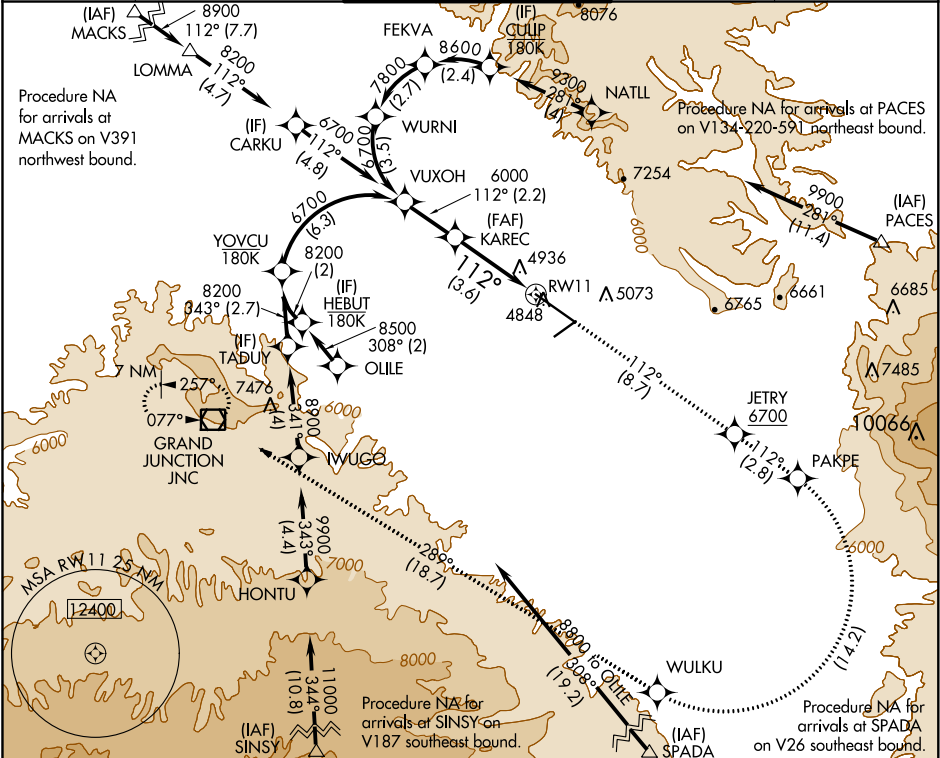 (IAF)
MACKS
8900
112° (7.7)
LOMMA
8200
112°
(4.7)
Procedure NA
for arrivals at
MACKS on V391
northwest bound.
(IF)
CARKU
6700
112°
(4.8)
FEKVA
8600
(2.4)
(IF)
CULIP
180K
8076
7800
(2.7)
WURNI
6700
(3.5)
9300
281°
(4)
NATLL
Procedure NA for arrivals at PACES
on V134-220-591 northeast bound.
7254
6000
9900
281°
(11.4)
(IAF)
PACES
VUXOH
6000
112° (2.2)
(FAF)
KAREC
112°
(3.6)
4936
RW11
4848
5073
6765
6661
6685
7485
10066
6700
(6.3)
YOVCU
180K
8200
(2)
(IF)
HEBUT
180K
8200
343° (2.7)
(IF)
TADUY
8500
308° (2)
OLILE
7 NM
257°
077°
7476
GRAND
JUNCTION
JNC
6000
6000
8900
341°
(4)
IWUGO
112°
(8.7)
JETRY
6700
112°
(2.8)
PAKPE
6000
(14.2)
9900
343°
(4.4)
HONTU
7000
289°
(18.7)
MSA RW11 25 NM
12400
8000
11000
344°
(10.8)
(IAF)
SINSY
Procedure NA for
arrivals at SINSY on
V187 southeast bound.
8800 to OLILE
308°
(19.2)
WULKU
(IAF)
SPADA
Procedure NA for
arrivals at SPADA
on V26 southeast bound.